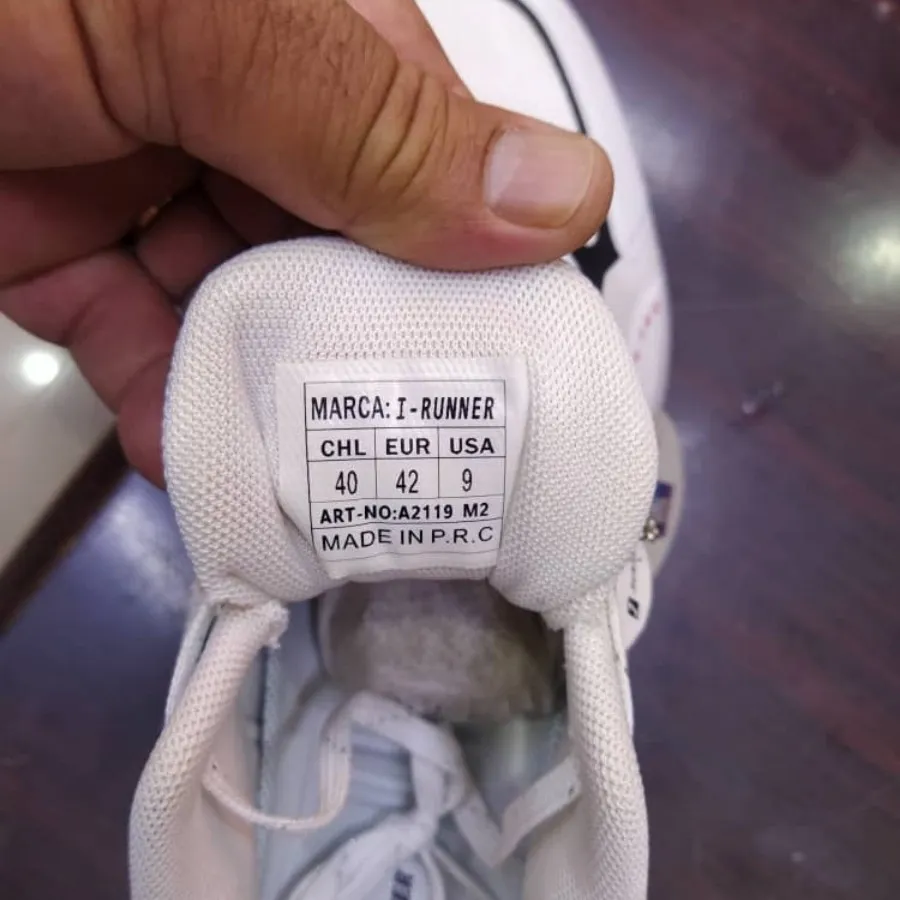 MARCA: I-RUNNER
CHL EUR USA
40 42 9
ART-NO:A2119 M2
MADE IN P.R.C